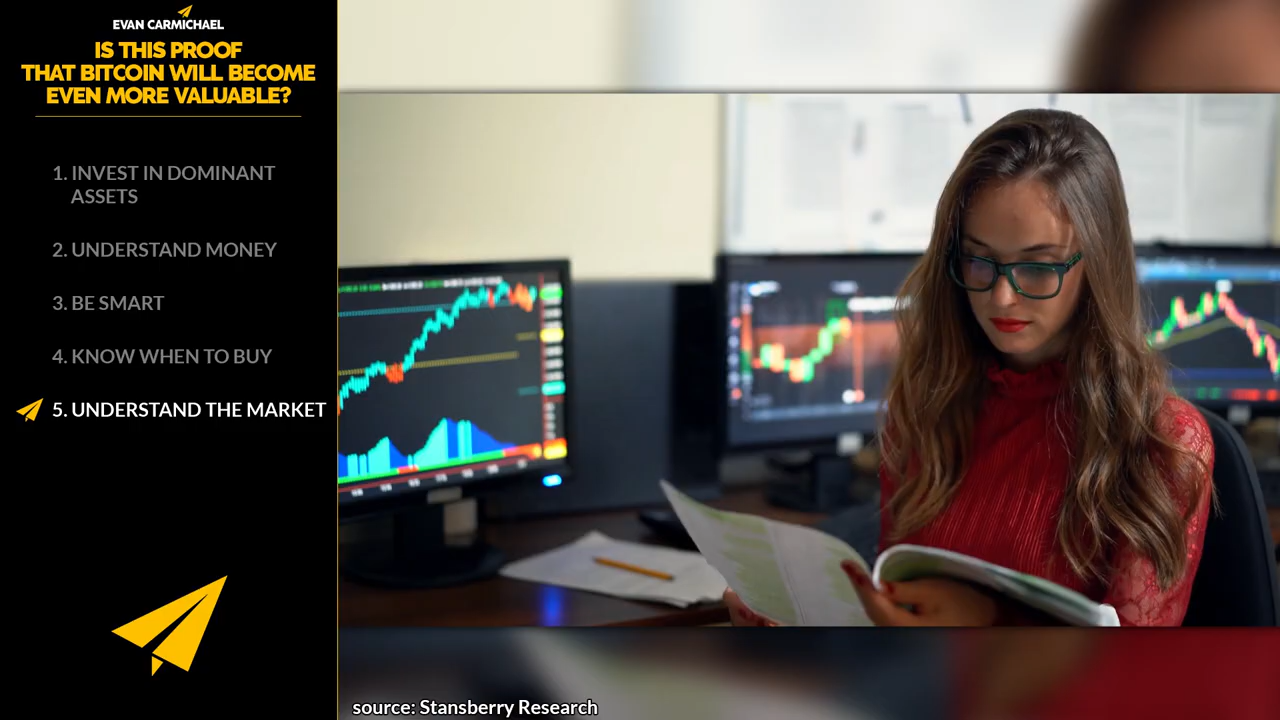 EVAN CARMICHAEL
IS THIS PROOF
THAT BITCOIN WILL BECOME
EVEN MORE VALUABLE?
1. INVEST IN DOMINANT
ASSETS
2. UNDERSTAND MONEY
3. BE SMART
4. KNOW WHEN TO BUY
5. UNDERSTAND THE MARKET
source: Stansberry Research